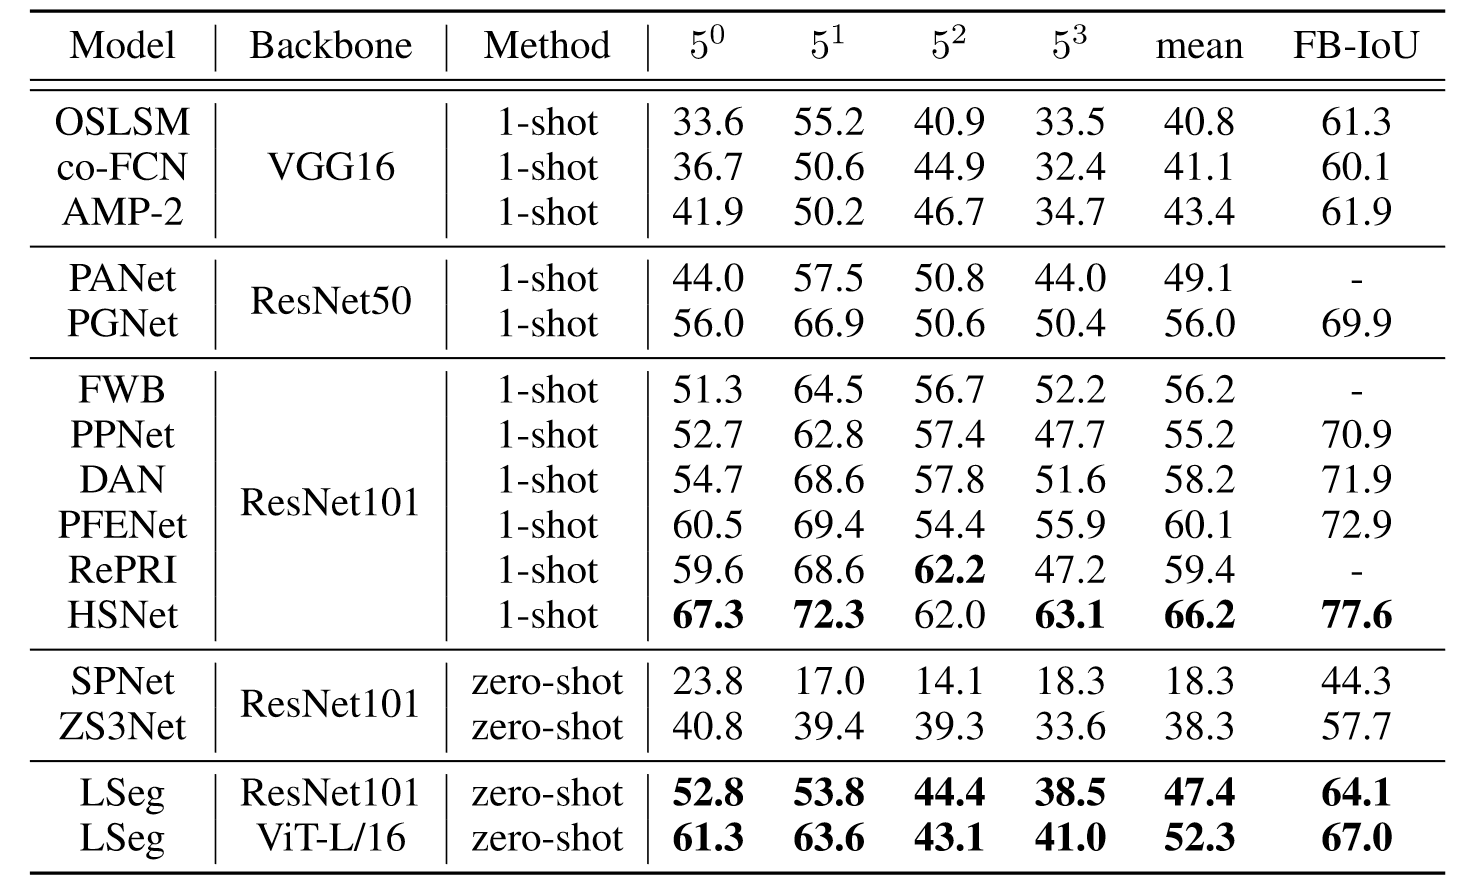 Model Backbone Method 5⁰ 5¹ 5² 5³ mean FB-IoU
OSLSM 1-shot 33.6 55.2 40.9 33.5 40.8 61.3
co-FCN VGG16 1-shot 36.7 50.6 44.9 32.4 41.1 60.1
AMP-2 1-shot 41.9 50.2 46.7 34.7 43.4 61.9
PANet 1-shot 44.0 57.5 50.8 44.0 49.1 -
ResNet50
PGNet 1-shot 56.0 66.9 50.6 50.4 56.0 69.9
FWB 1-shot 51.3 64.5 56.7 52.2 56.2 -
PPNet 1-shot 52.7 62.8 57.4 47.7 55.2 70.9
DAN 1-shot 54.7 68.6 57.8 51.6 58.2 71.9
ResNet101
PFENet 1-shot 60.5 69.4 54.4 55.9 60.1 72.9
RePRI 1-shot 59.6 68.6 62.2 47.2 59.4 -
HSNet 1-shot 67.3 72.3 62.0 63.1 66.2 77.6
SPNet zero-shot 23.8 17.0 14.1 18.3 18.3 44.3
ResNet101
ZS3Net zero-shot 40.8 39.4 39.3 33.6 38.3 57.7
LSeg ResNet101 zero-shot 52.8 53.8 44.4 38.5 47.4 64.1
LSeg ViT-L/16 zero-shot 61.3 63.6 43.1 41.0 52.3 67.0